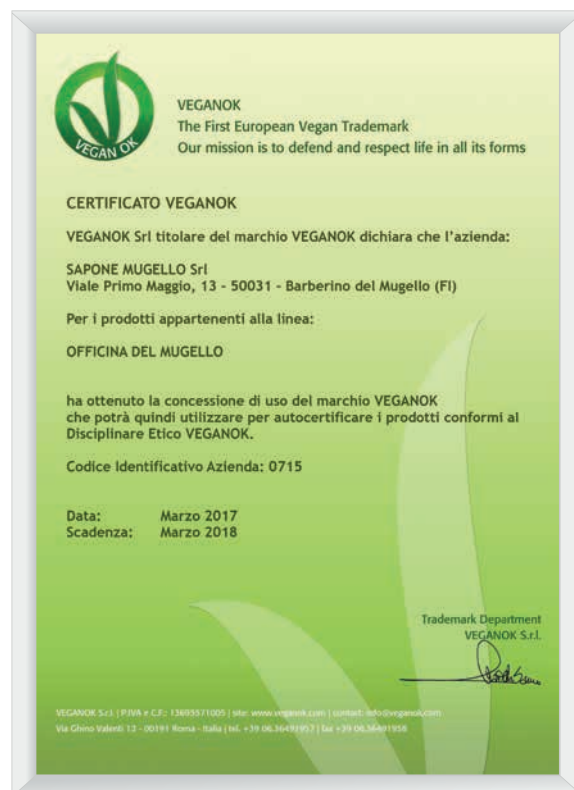 VEGAN OK
VEGANOK
The First European Vegan Trademark
Our mission is to defend and respect life in all its forms
CERTIFICATO VEGANOK
VEGANOK Srl titolare del marchio VEGANOK dichiara che l'azienda:
SAPONE MUGELLO Srl
Viale Primo Maggio, 13 - 50031 - Barberino del Mugello (FI)
Per i prodotti appartenenti alla linea:
OFFICINA DEL MUGELLO
ha ottenuto la concessione di uso del marchio VEGANOK
che potrà quindi utilizzare per autocertificare i prodotti conformi al
Disciplinare Etico VEGANOK.
Codice Identificativo Azienda: 0715
Data: Marzo 2017
Scadenza: Marzo 2018
Trademark Department
VEGANOK S.r.l.
VEGANOK S.r.l. | P.IVA e C.F.: 13695571005 | site: www.veganok.com | contact: info@veganok.com
Via Ghino Valenti 12 - 00191 Roma - Italia | tel. +39 06.36491957 | fax +39 06.36491958